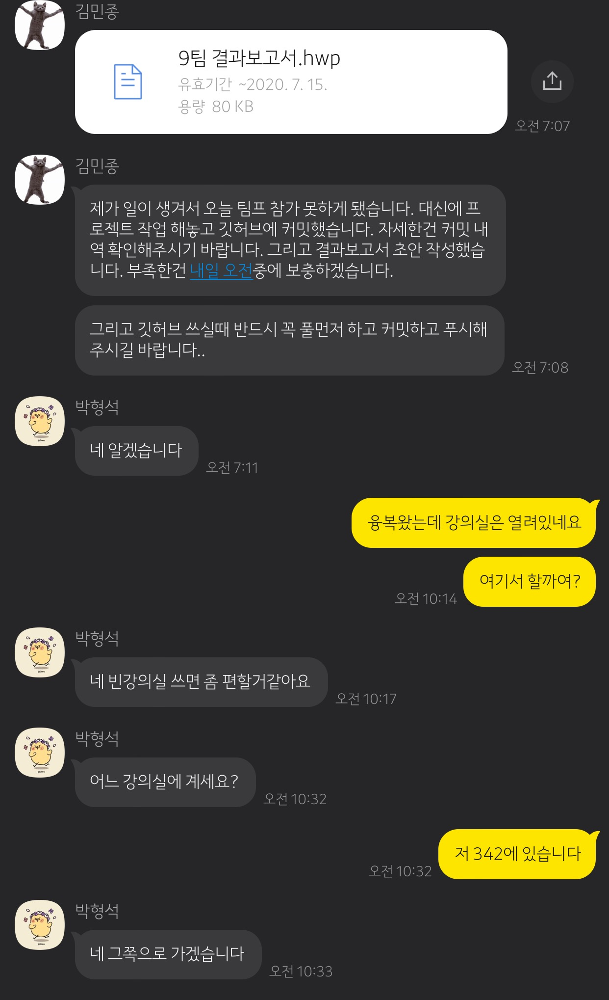 김민종
9팀 결과보고서.hwp
유효기간 ~2020. 7. 15.
용량 80 KB
오전 7:07
김민종
제가 일이 생겨서 오늘 팀프 참가 못하게 됐습니다. 대신에 프
로젝트 작업 해놓고 깃허브에 커밋했습니다. 자세한건 커밋 내
역 확인해주시기 바랍니다. 그리고 결과보고서 초안 작성했습
니다. 부족한건 내일 오전중에 보충하겠습니다.
그리고 깃허브 쓰실때 반드시 꼭 풀먼저 하고 커밋하고 푸시해
주시길 바랍니다..
오전 7:08
박형석
네 알겠습니다
오전 7:11
융복왔는데 강의실은 열려있네요
여기서 할까여?
오전 10:14
박형석
네 빈강의실 쓰면 좀 편할거같아요
오전 10:17
박형석
어느 강의실에 계세요?
오전 10:32
저 342에 있습니다
오전 10:32
박형석
네 그쪽으로 가겠습니다
오전 10:33